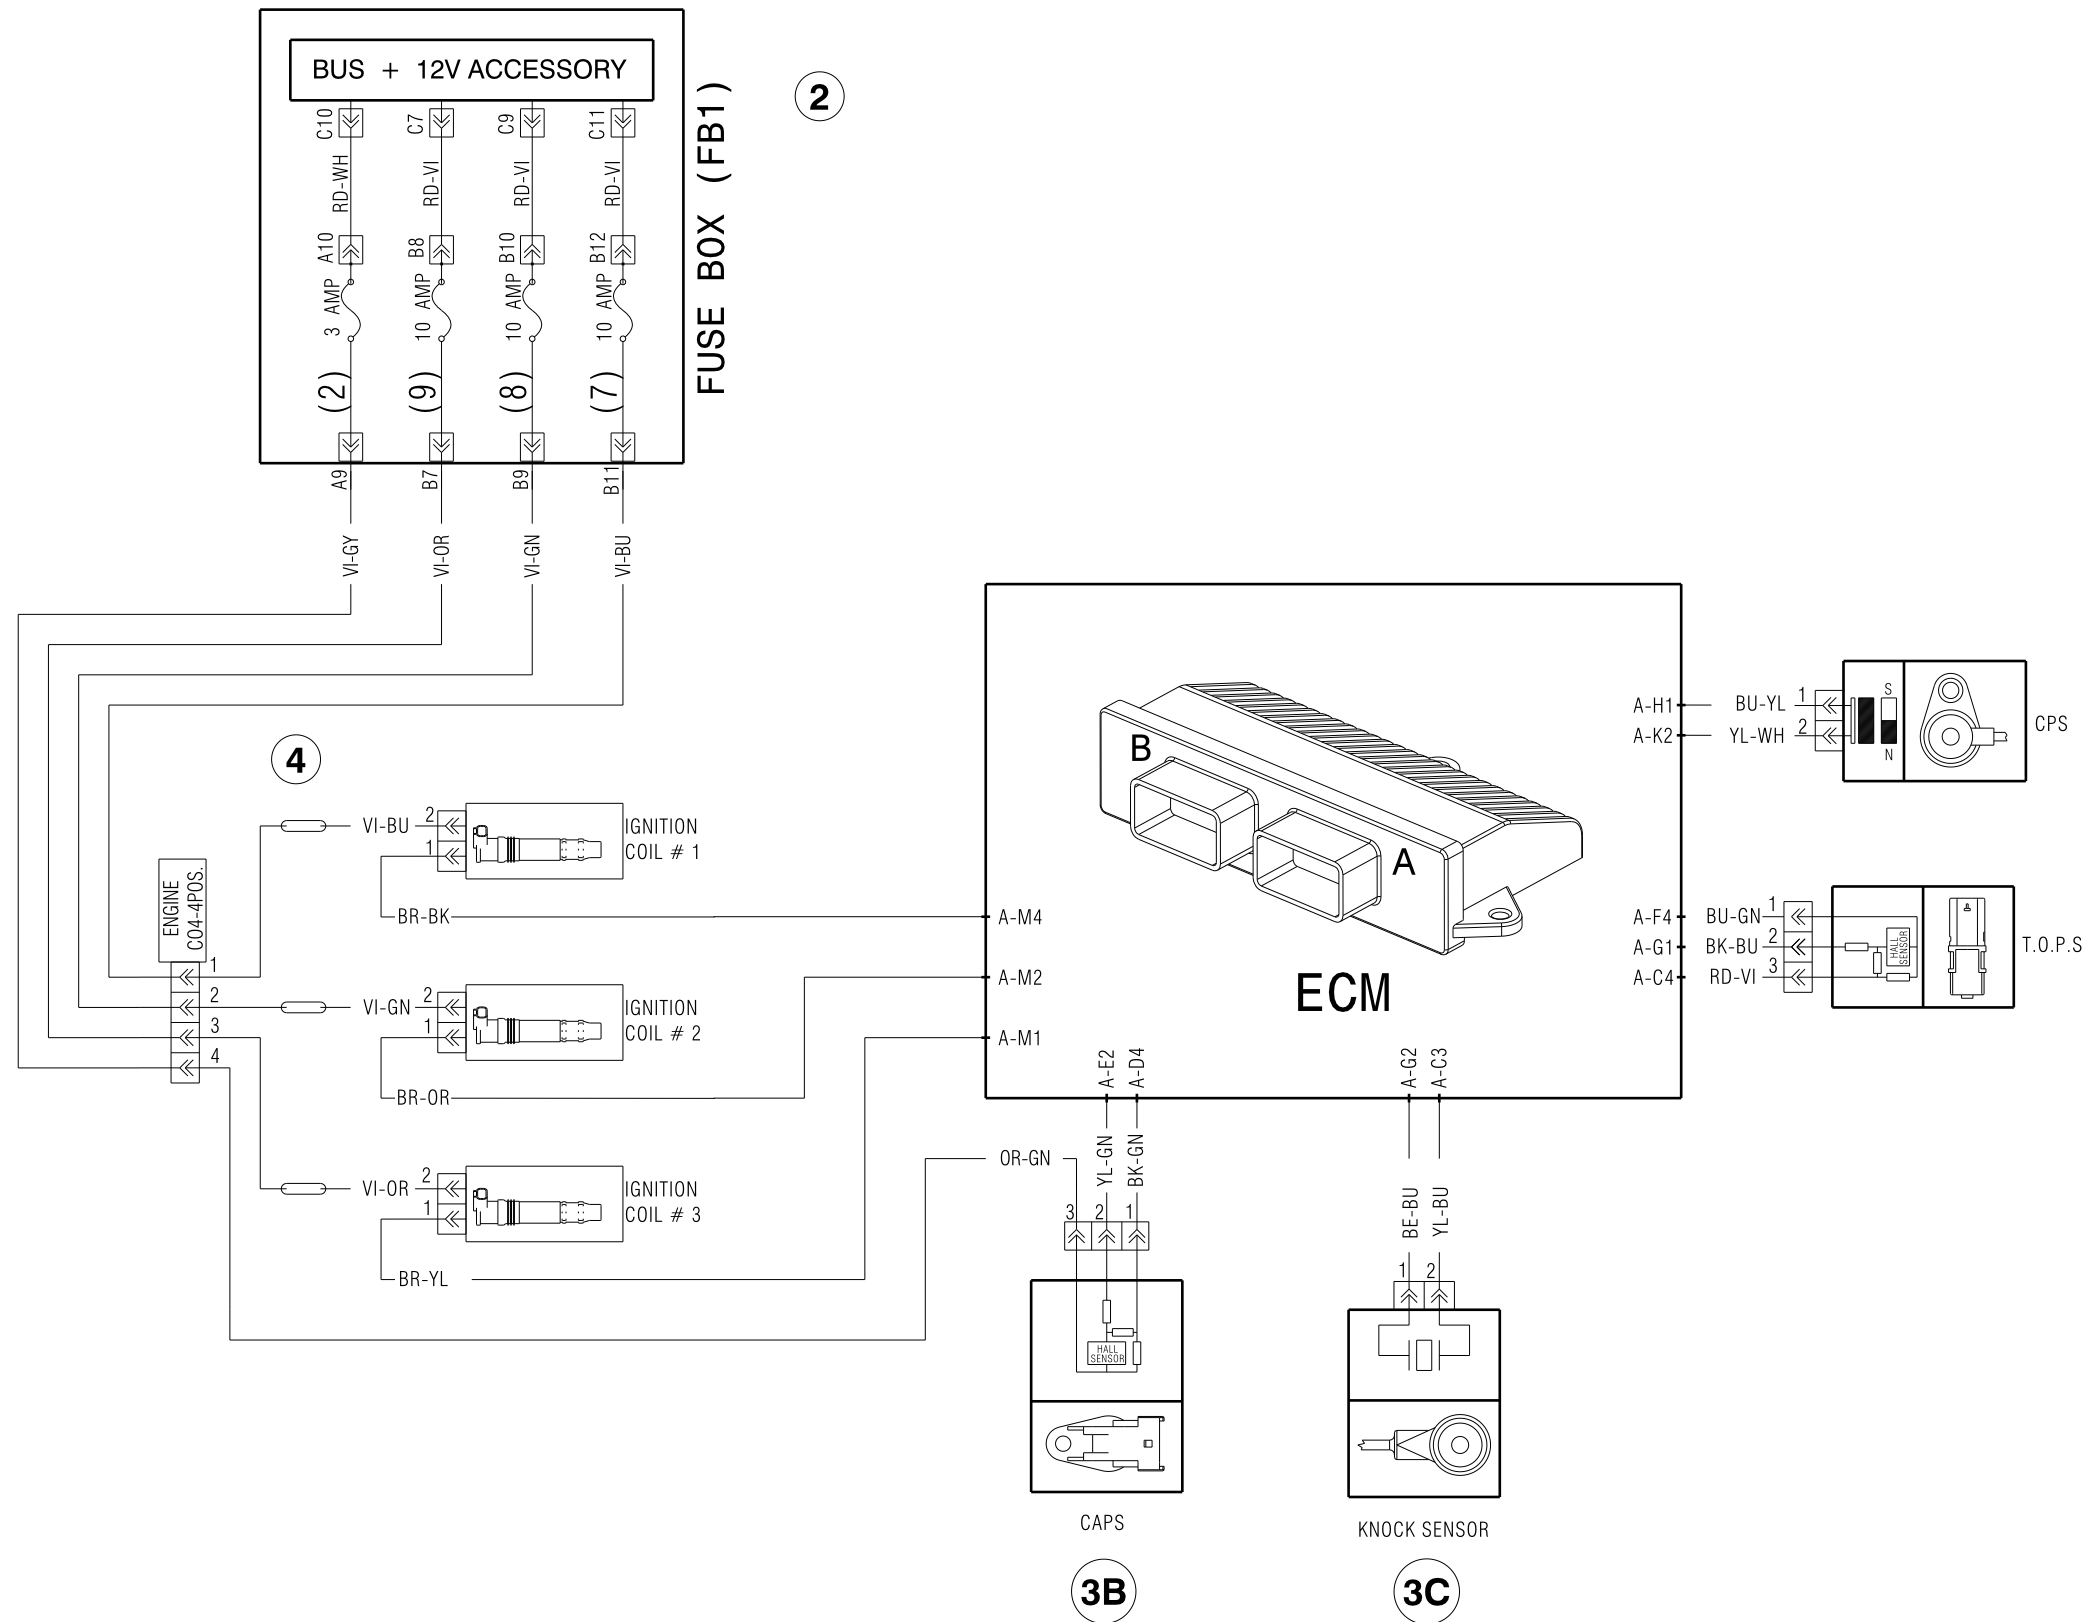 BUS + 12V ACCESSORY
C10
C7
C9
C11
RD-WH
RD-VI
RD-VI
RD-VI
A10
B8
B10
B12
3 AMP
10 AMP
10 AMP
10 AMP
(2)
(9)
(8)
(7)
A9
B7
B9
B11
FUSE BOX (FB1)
2
VI-GY
VI-OR
VI-GN
VI-BU
4
ENGINE
C04-4POS.
1
2
3
4
VI-BU
2
1
IGNITION
COIL # 1
BR-BK
VI-GN
2
1
IGNITION
COIL # 2
BR-OR
VI-OR
2
1
IGNITION
COIL # 3
BR-YL
B
A
ECM
A-M4
A-M2
A-M1
A-E2
A-D4
A-G2
A-C3
A-H1
A-K2
A-F4
A-G1
A-C4
BU-YL
1
YL-WH
2
S
N
CPS
BU-GN
1
BK-BU
2
RD-VI
3
HALL
SENSOR
T.O.P.S
OR-GN
YL-GN
BK-GN
3
2
1
HALL
SENSOR
CAPS
3B
BE-BU
YL-BU
1
2
KNOCK SENSOR
3C